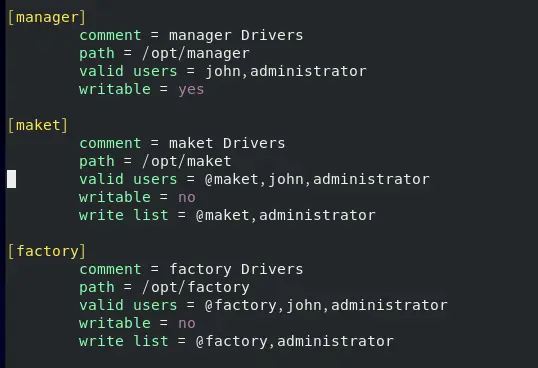 [manager]
comment = manager Drivers
path = /opt/manager
valid users = john,administrator
writable = yes
[maket]
comment = maket Drivers
path = /opt/maket
valid users = @maket,john,administrator
writable = no
write list = @maket,administrator
[factory]
comment = factory Drivers
path = /opt/factory
valid users = @factory,john,administrator
writable = no
write list = @factory,administrator